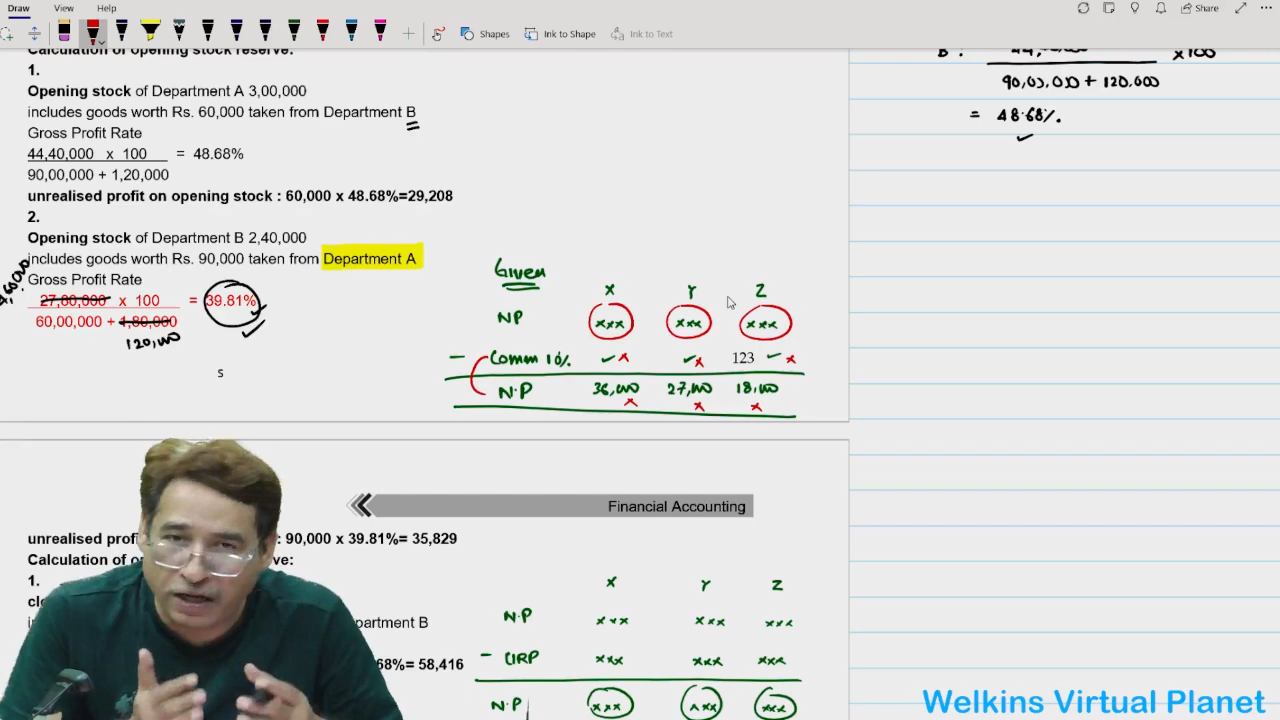 Draw View Help
Shapes Ink to Shape Ink to Text Share
Calculation of opening stock reserve:
1.
Opening stock of Department A 3,00,000
includes goods worth Rs. 60,000 taken from Department B
Gross Profit Rate
44,40,000 x 100 = 48.68%
90,00,000 + 1,20,000
unrealised profit on opening stock : 60,000 x 48.68%=29,208
2.
Opening stock of Department B 2,40,000
includes goods worth Rs. 90,000 taken from Department A
Gross Profit Rate
27,60,000 x 100 = 39.81%
60,00,000 + 1,80,000
120,000
s
Given
X Y Z
NP xxx xxx xxx
- Comm 10% ✓x ✓x 123 ✓x
N.P 36,000 27,000 18,000
x x x
B :
x100
90,00,000 + 120,000
= 48.68%.
Financial Accounting
: 90,000 x 39.81%= 35,829
Calculation of
1.
partment B
68%= 58,416
X Y Z
N.P xxx xxx xxx
- URP xxx xxx xxx
N.P xxx xxx xxx
Welkins Virtual Planet